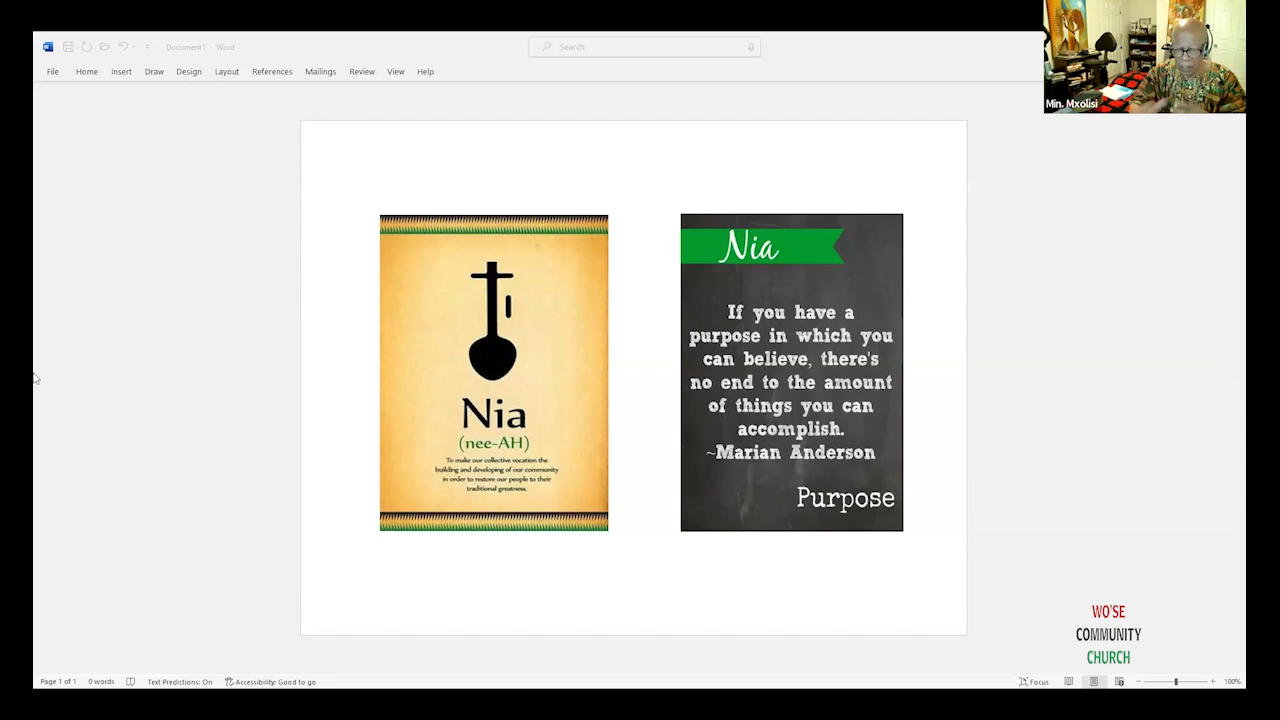 Document1 - Word
Search
File Home Insert Draw Design Layout References Mailings Review View Help
Min. Mxolisi
Nia
(nee-AH)
To make our collective vocation the
building and developing of our community
in order to restore our people to their
traditional greatness.
Nia
If you have a
purpose in which you
can believe, there's
no end to the amount
of things you can
accomplish.
~Marian Anderson
Purpose
WO'SE
COMMUNITY
CHURCH
Page 1 of 1 0 words Text Predictions: On Accessibility: Good to go Focus 100%